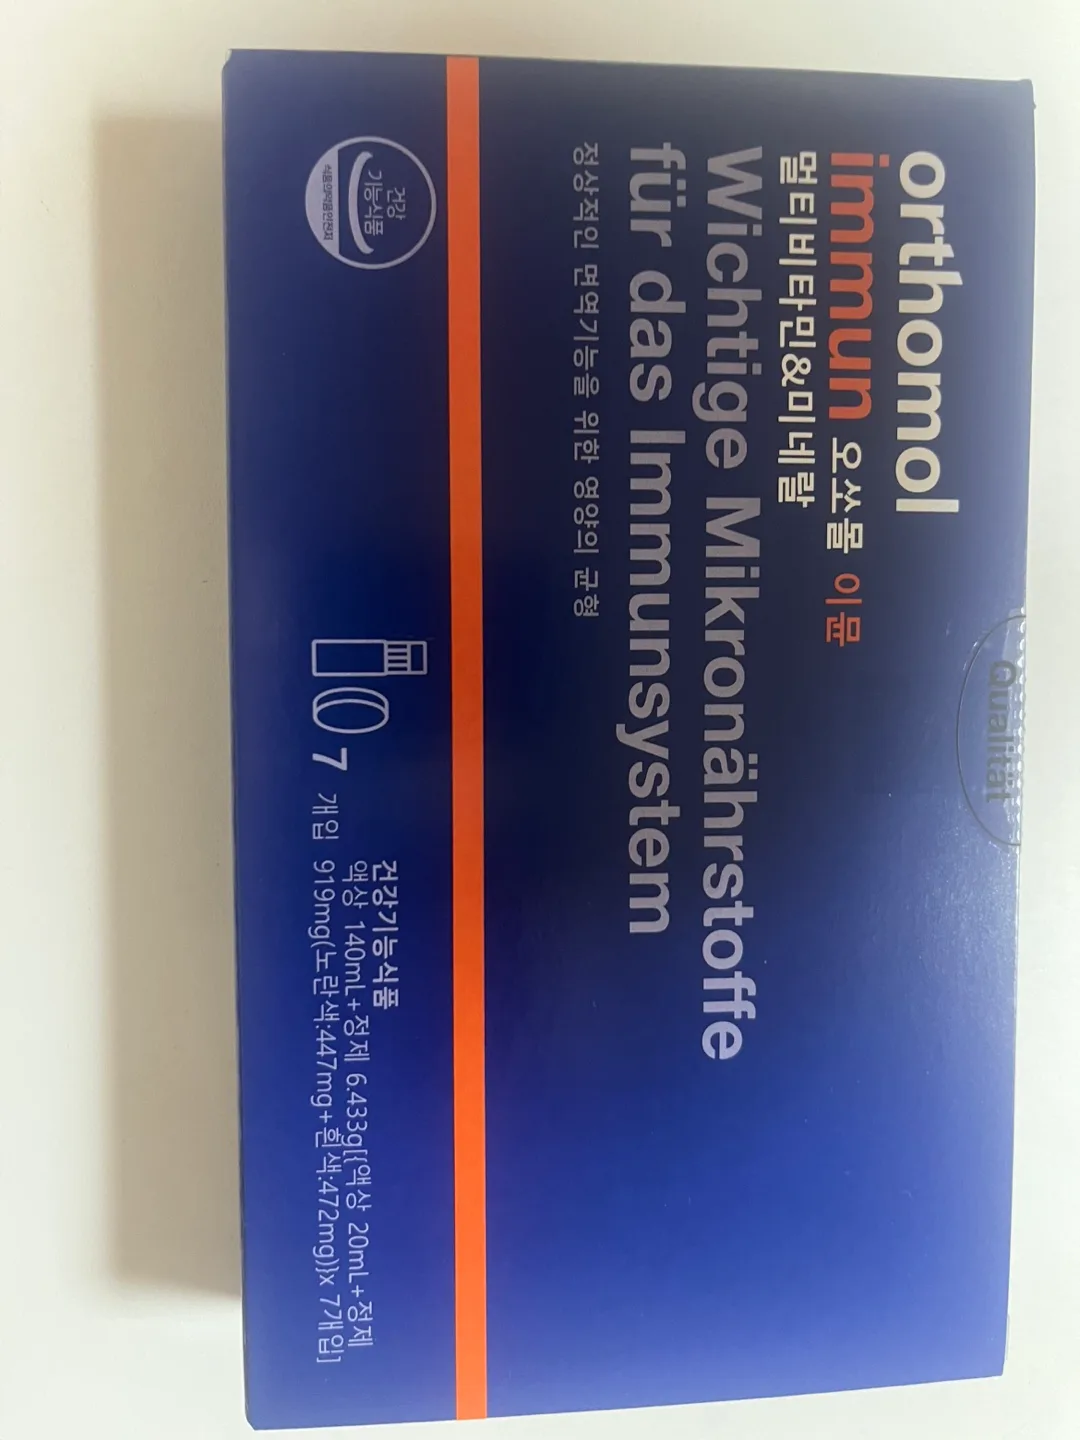 orthomol
immun 오쏘몰 이뮨
멀티비타민&미네랄
Wichtige Mikronährstoffe
für das Immunsystem
정상적인 면역기능을 위한 영양의 균형
Qualität
건강
기능식품
식품의약품안전처
7 개입
건강기능식품
액상 140mL+정제 6.433g[{액상 20mL+정제
919mg(노란색:447mg+흰색:472mg)}x 7개입]